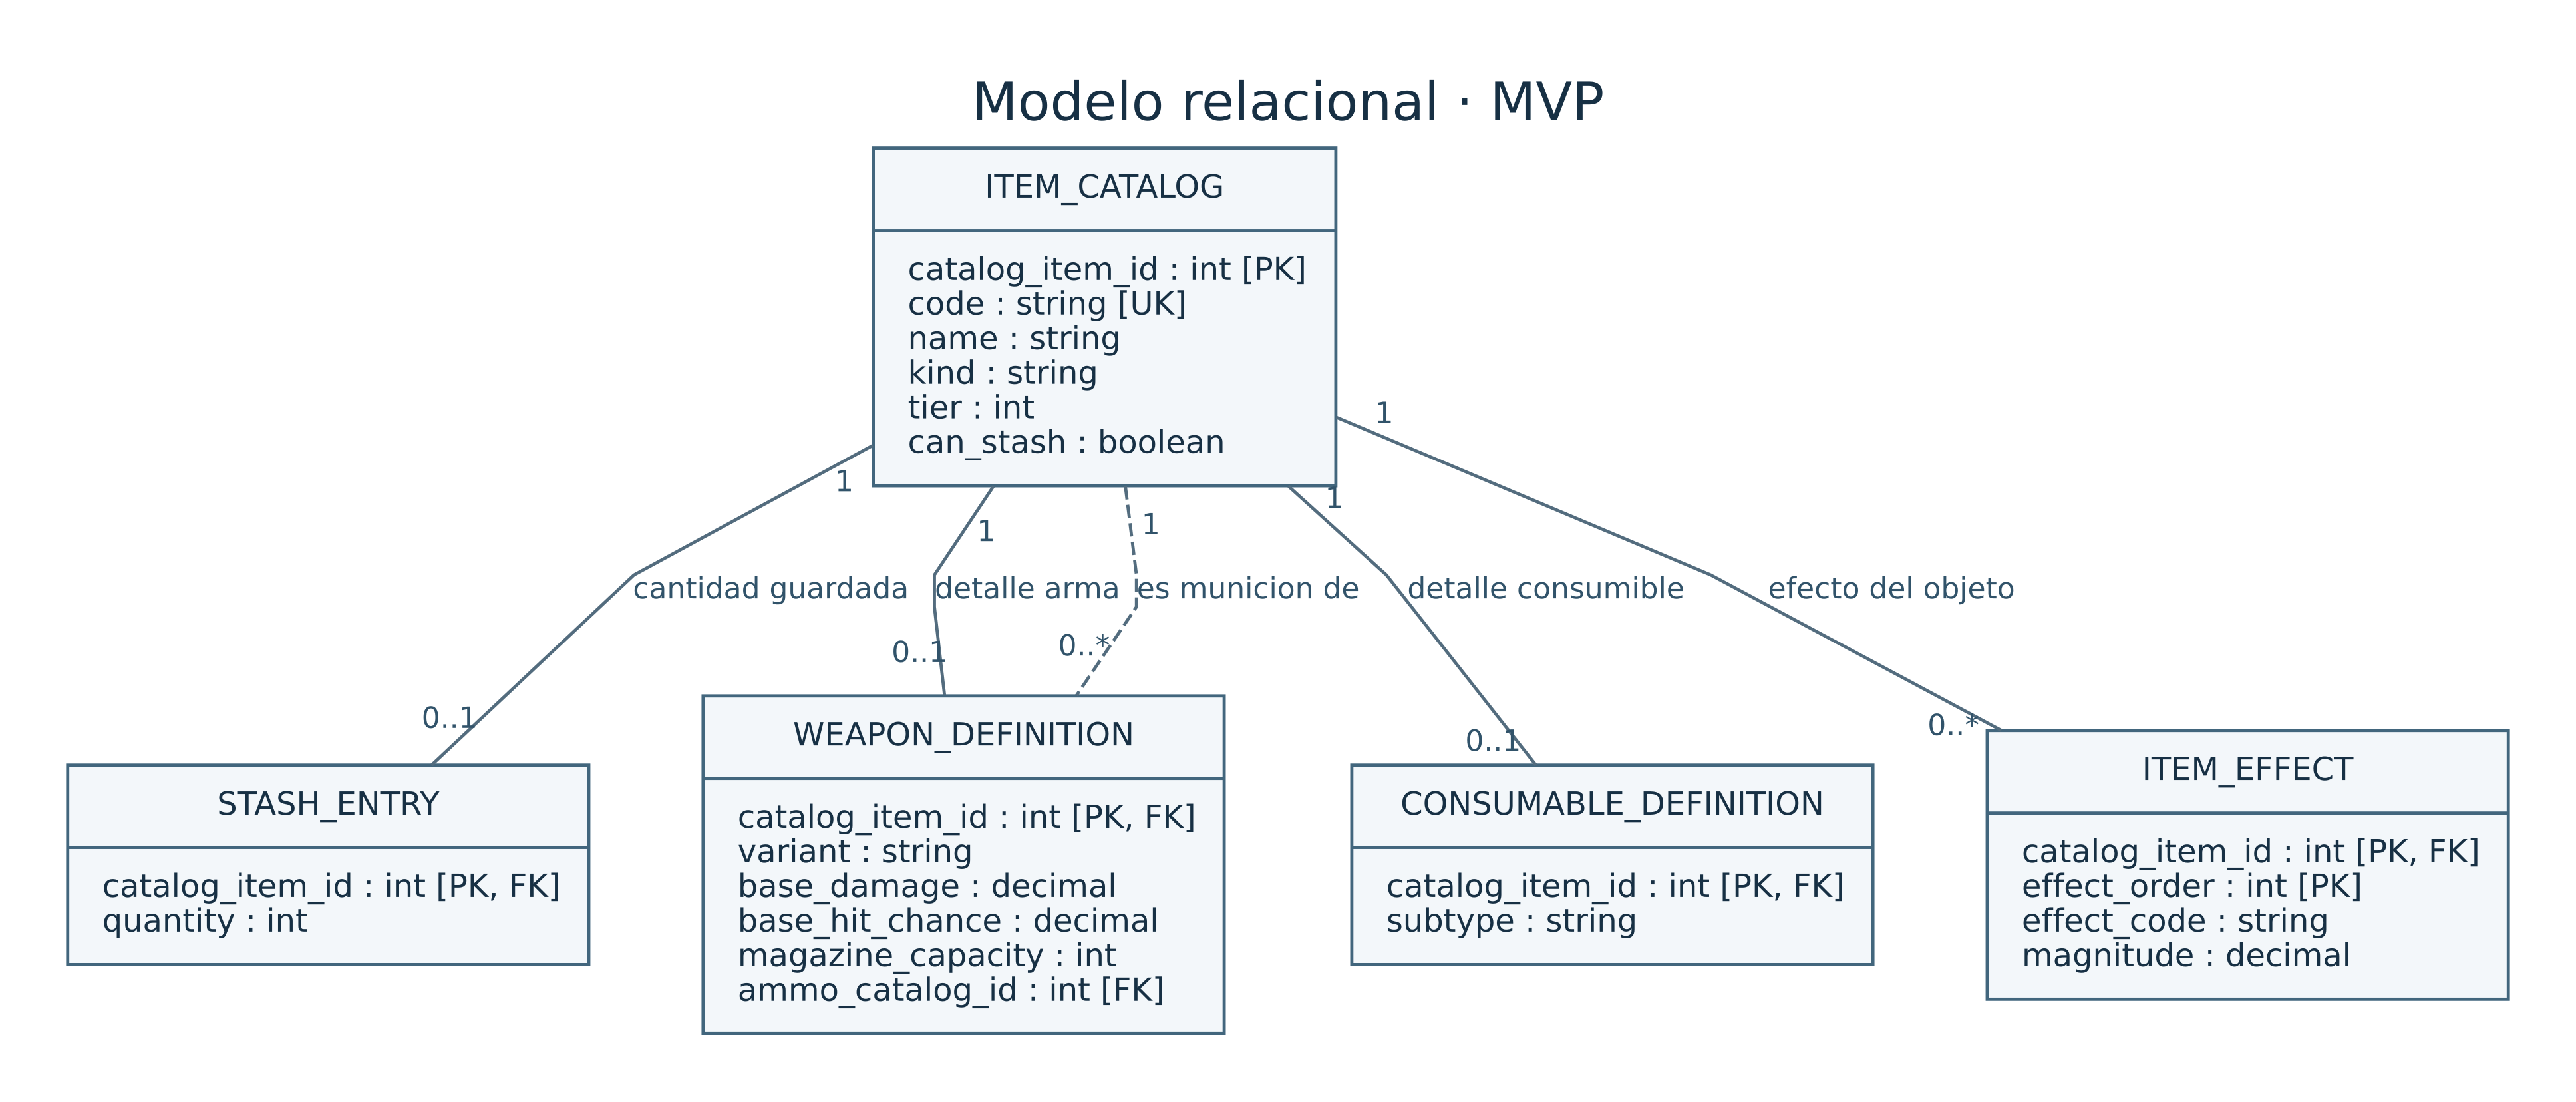 Modelo relacional · MVP
ITEM_CATALOG
catalog_item_id : int [PK]
code : string [UK]
name : string
kind : string
tier : int
can_stash : boolean
1
1
1
1
1
cantidad guardada
detalle arma
es municion de
detalle consumible
efecto del objeto
0..1
0..1
0..*
0..1
0..*
STASH_ENTRY
catalog_item_id : int [PK, FK]
quantity : int
WEAPON_DEFINITION
catalog_item_id : int [PK, FK]
variant : string
base_damage : decimal
base_hit_chance : decimal
magazine_capacity : int
ammo_catalog_id : int [FK]
CONSUMABLE_DEFINITION
catalog_item_id : int [PK, FK]
subtype : string
ITEM_EFFECT
catalog_item_id : int [PK, FK]
effect_order : int [PK]
effect_code : string
magnitude : decimal